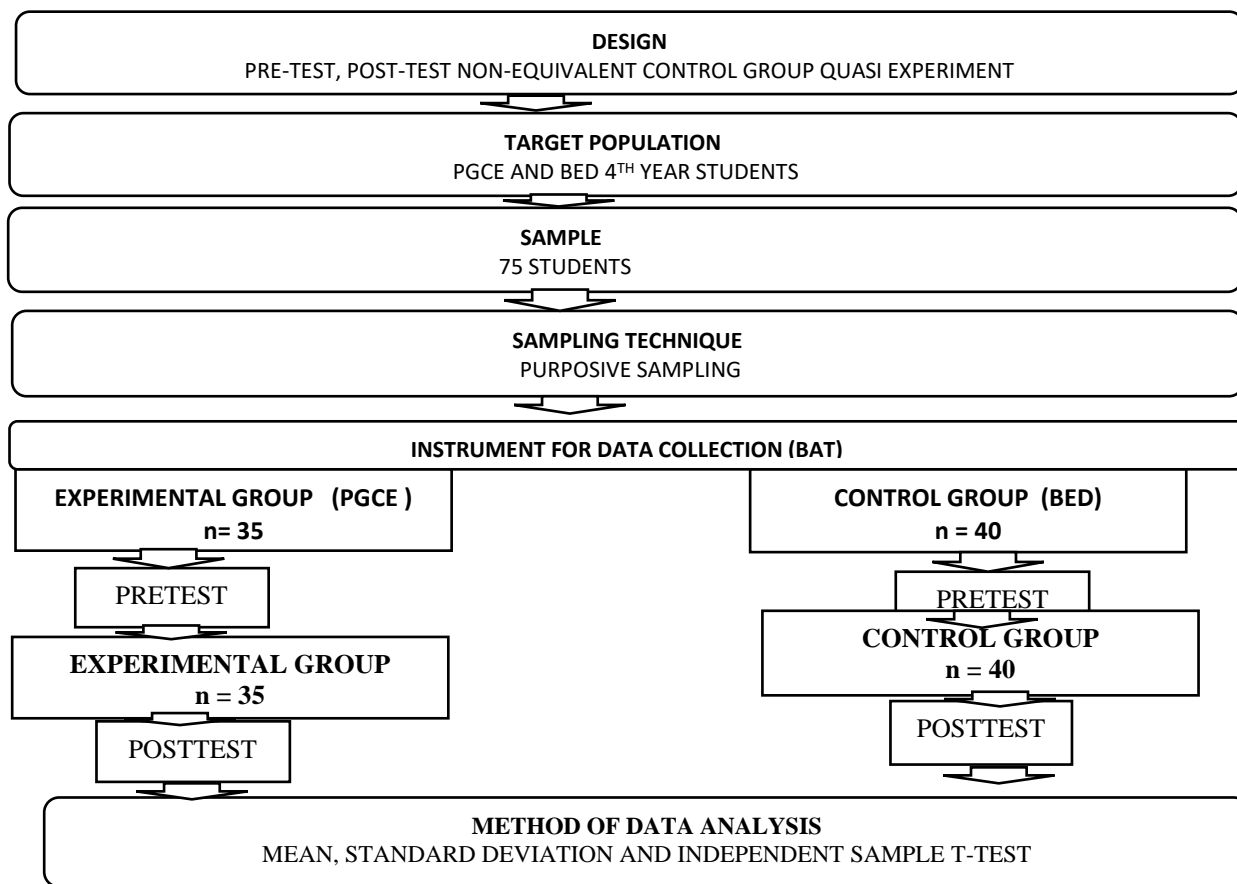 DESIGN
PRE-TEST, POST-TEST NON-EQUIVALENT CONTROL GROUP QUASI EXPERIMENT
TARGET POPULATION
PGCE AND BED 4TH YEAR STUDENTS
SAMPLE
75 STUDENTS
SAMPLING TECHNIQUE
PURPOSIVE SAMPLING
INSTRUMENT FOR DATA COLLECTION (BAT)
EXPERIMENTAL GROUP (PGCE )
n= 35
CONTROL GROUP (BED)
n = 40
PRETEST
PRETEST
EXPERIMENTAL GROUP
n = 35
CONTROL GROUP
n = 40
POSTTEST
POSTTEST
METHOD OF DATA ANALYSIS
MEAN, STANDARD DEVIATION AND INDEPENDENT SAMPLE T-TEST